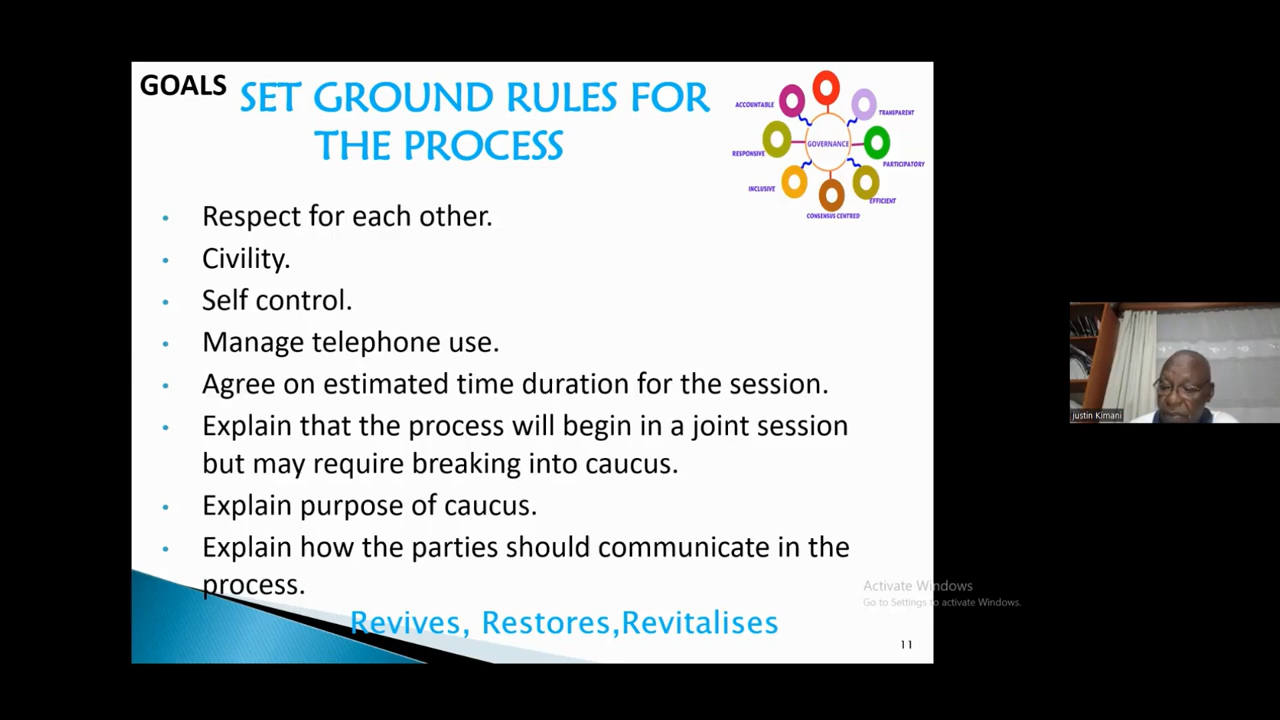 GOALS
SET GROUND RULES FOR
THE PROCESS
ACCOUNTABLE
TRANSPARENT
RESPONSIVE
GOVERNANCE
PARTICIPATORY
INCLUSIVE
EFFICIENT
CONSENSUS CENTRED
• Respect for each other.
• Civility.
• Self control.
• Manage telephone use.
• Agree on estimated time duration for the session.
• Explain that the process will begin in a joint session
but may require breaking into caucus.
• Explain purpose of caucus.
• Explain how the parties should communicate in the
process.
Revives, Restores,Revitalises
11
justin Kimani
Activate Windows
Go to Settings to activate Windows.